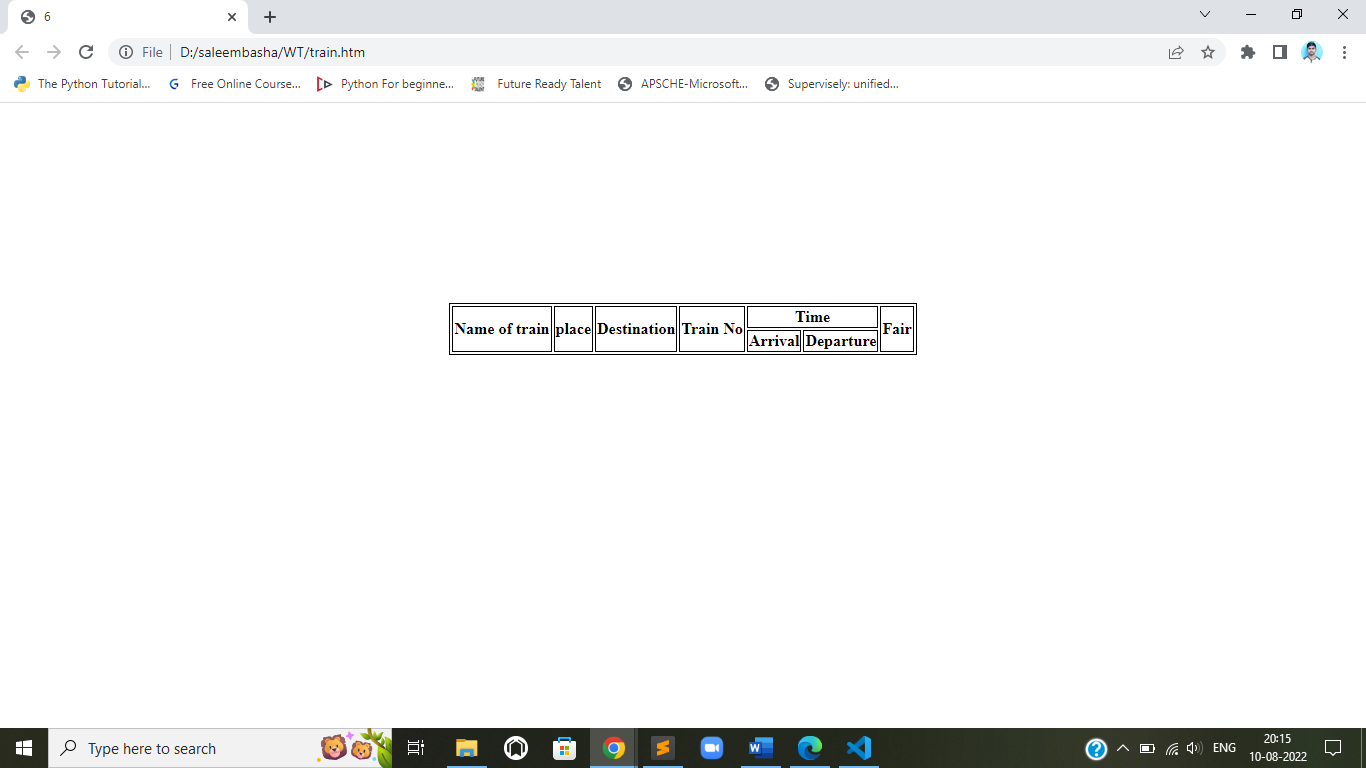 6
File D:/saleembasha/WT/train.htm
The Python Tutorial... Free Online Course... Python For beginne... Future Ready Talent APSCHE-Microsoft... Supervisely: unified...
Name of train place Destination Train No Time Fair
Arrival Departure
Type here to search
ENG 20:15
10-08-2022